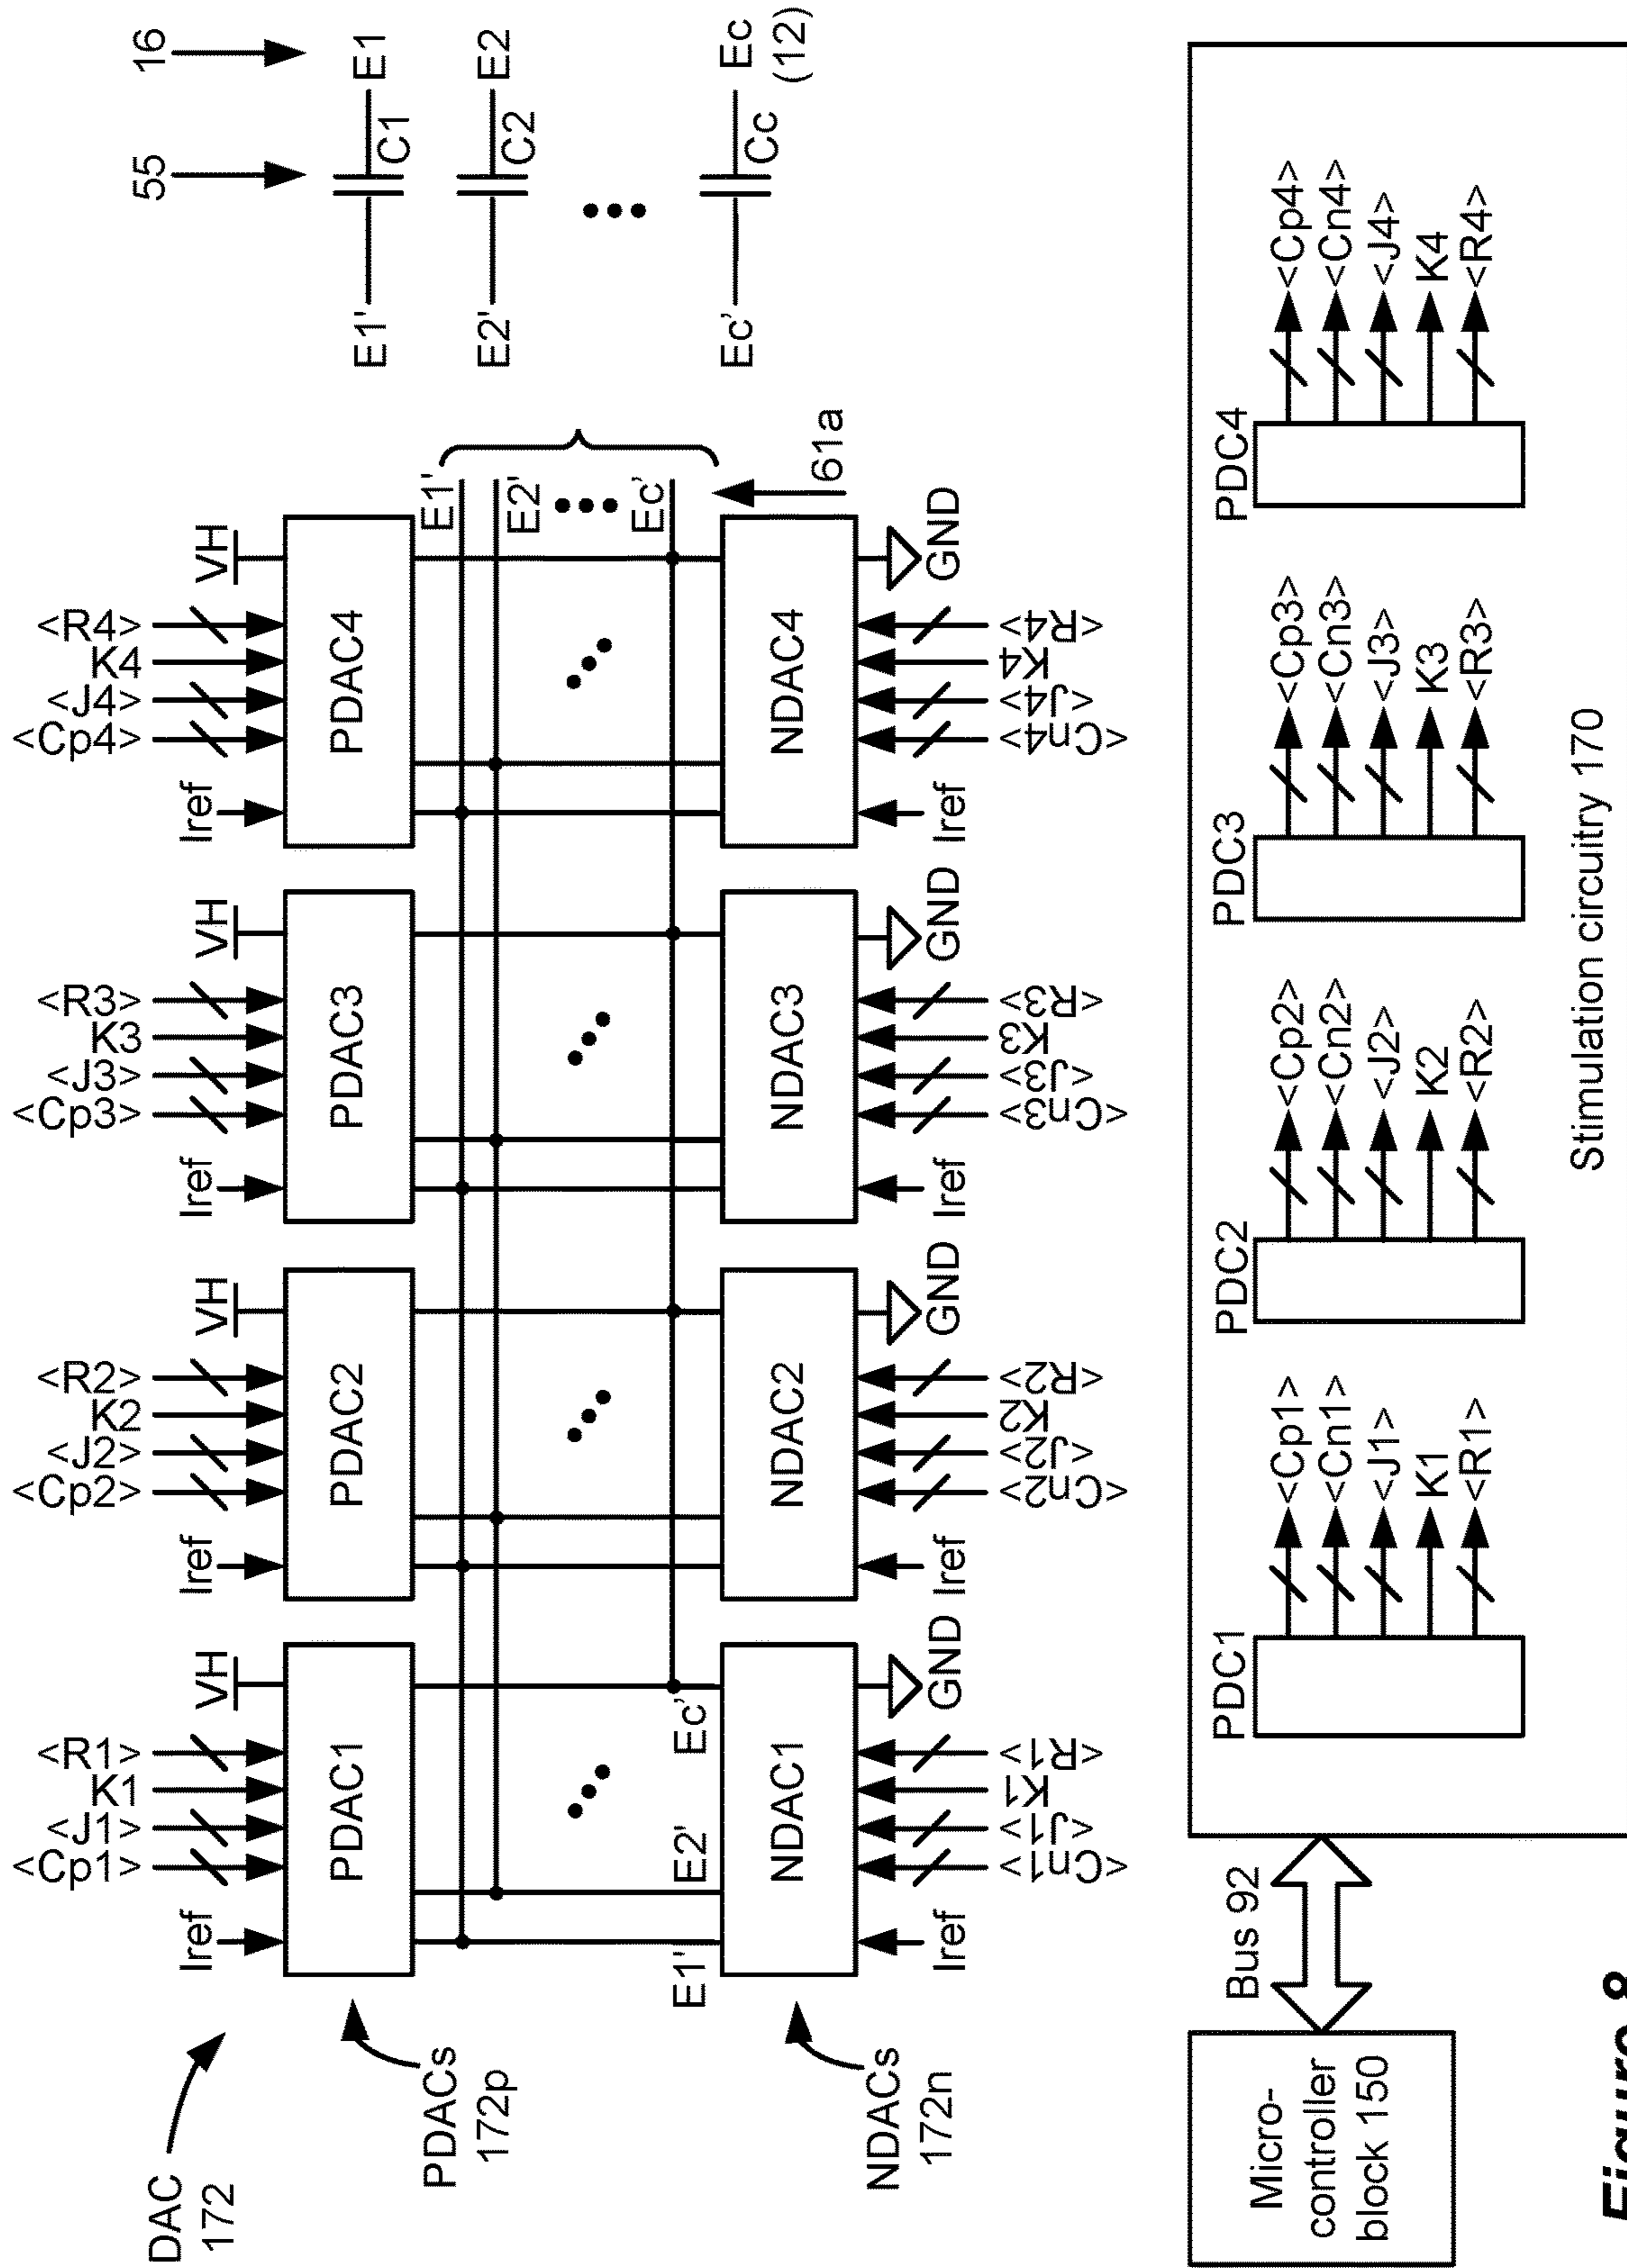 DAC
172
PDACs
172p
NDACs
172n
Iref
<Cp1>
<J1>
K1
<R1>
VH
Iref
<Cp2>
<J2>
K2
<R2>
VH
Iref
<Cp3>
<J3>
K3
<R3>
VH
Iref
<Cp4>
<J4>
K4
<R4>
VH
PDAC1
PDAC2
PDAC3
PDAC4
E1'
E2'
Ec'
E1'
E2'
Ec'
61a
NDAC1
NDAC2
NDAC3
NDAC4
Iref
<Cn1>
<J1>
K1
<R1>
GND
Iref
<Cn2>
<J2>
K2
<R2>
GND
Iref
<Cn3>
<J3>
K3
<R3>
GND
Iref
<Cn4>
<J4>
K4
<R4>
GND
55
16
E1'
C1
E1
E2'
C2
E2
Ec'
Cc
Ec
(12)
Micro-
controller
block 150
Bus 92
PDC1
<Cp1>
<Cn1>
<J1>
K1
<R1>
PDC2
<Cp2>
<Cn2>
<J2>
K2
<R2>
PDC3
<Cp3>
<Cn3>
<J3>
K3
<R3>
PDC4
<Cp4>
<Cn4>
<J4>
K4
<R4>
Stimulation circuitry 170
Figure 8